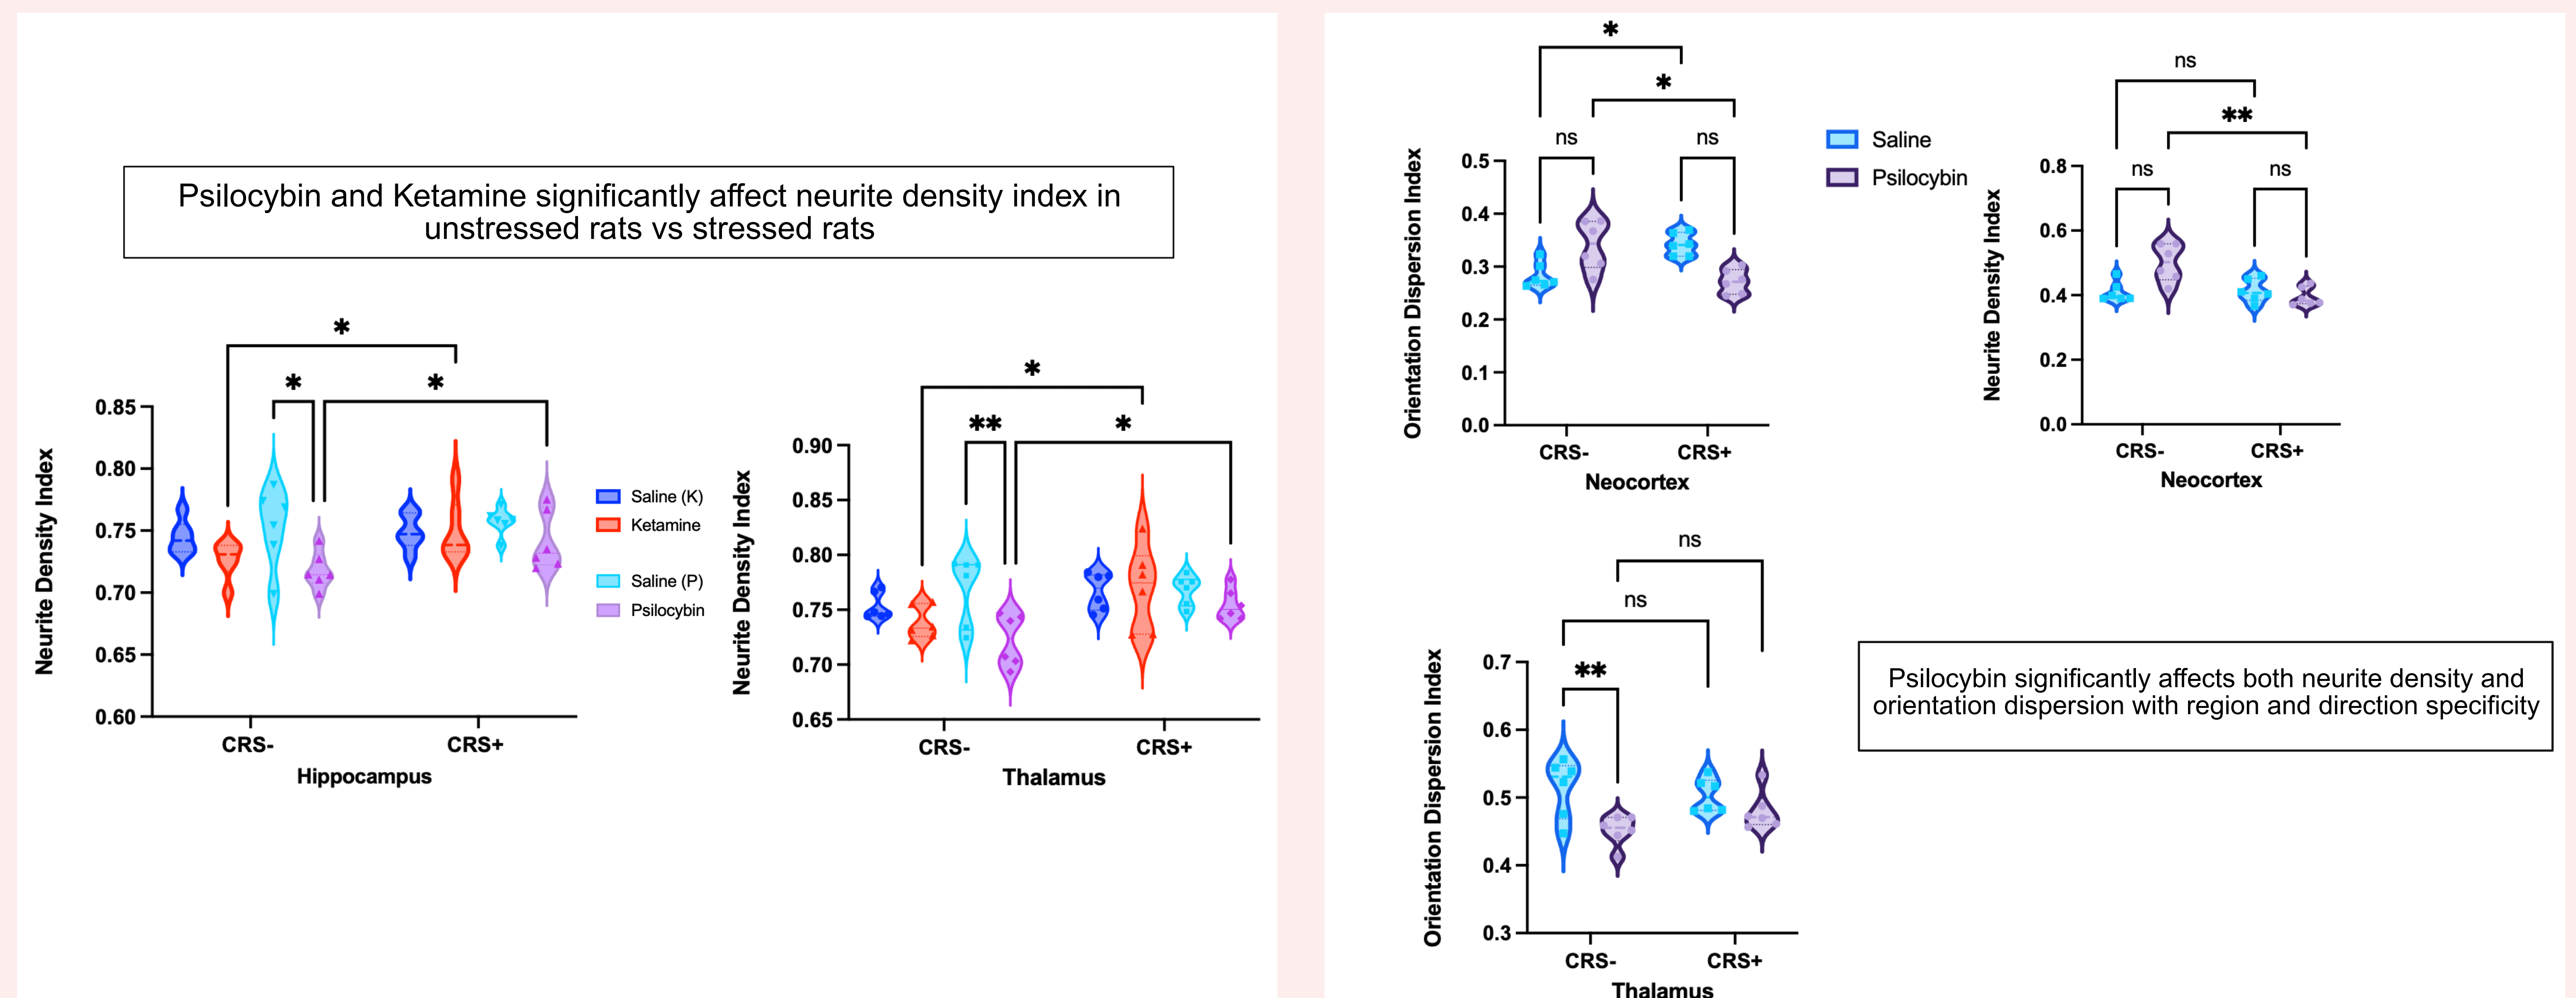 Psilocybin and Ketamine significantly affect neurite density index in
unstressed rats vs stressed rats
*
*
*
Neurite Density Index
0.85
0.80
0.75
0.70
0.65
0.60
CRS-
CRS+
Hippocampus
Saline (K)
Ketamine
Saline (P)
Psilocybin
*
**
*
Neurite Density Index
0.90
0.85
0.80
0.75
0.70
0.65
CRS-
CRS+
Thalamus
*
*
ns
ns
Orientation Dispersion Index
0.5
0.4
0.3
0.2
0.1
0.0
CRS-
CRS+
Neocortex
Saline
Psilocybin
ns
**
ns
ns
Neurite Density Index
0.8
0.6
0.4
0.2
0.0
CRS-
CRS+
Neocortex
ns
ns
**
Orientation Dispersion Index
0.7
0.6
0.5
0.4
0.3
CRS-
CRS+
Thalamus
Psilocybin significantly affects both neurite density and
orientation dispersion with region and direction specificity